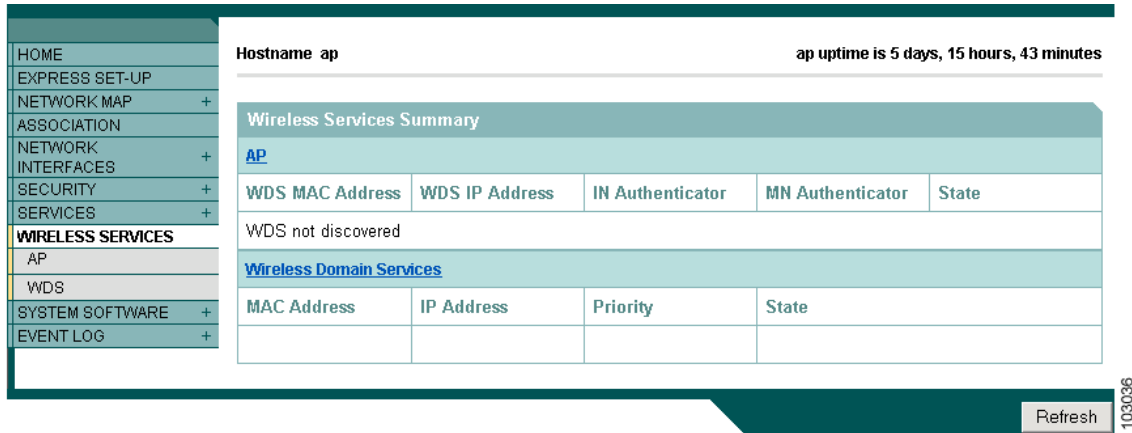 HOME
EXPRESS SET-UP
NETWORK MAP +
ASSOCIATION
NETWORK
INTERFACES +
SECURITY +
SERVICES +
WIRELESS SERVICES
AP
WDS
SYSTEM SOFTWARE +
EVENT LOG +
Hostname ap
ap uptime is 5 days, 15 hours, 43 minutes
Wireless Services Summary
AP
WDS MAC Address WDS IP Address IN Authenticator MN Authenticator State
WDS not discovered
Wireless Domain Services
MAC Address IP Address Priority State
Refresh
103036